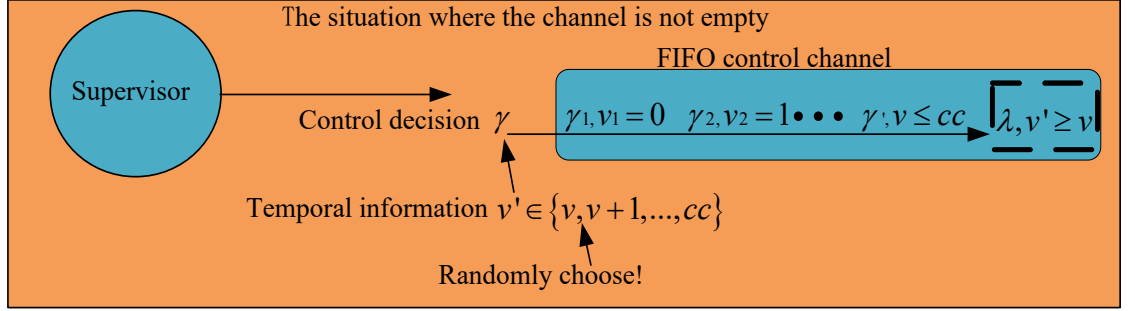 The situation where the channel is not empty
FIFO control channel
Supervisor
Control decision γ
γ₁,v₁ = 0 γ₂,v₂ = 1••• γ',v ≤ cc λ,v' ≥ v
Temporal information v' ∈ {v,v+1,...,cc}
Randomly choose!